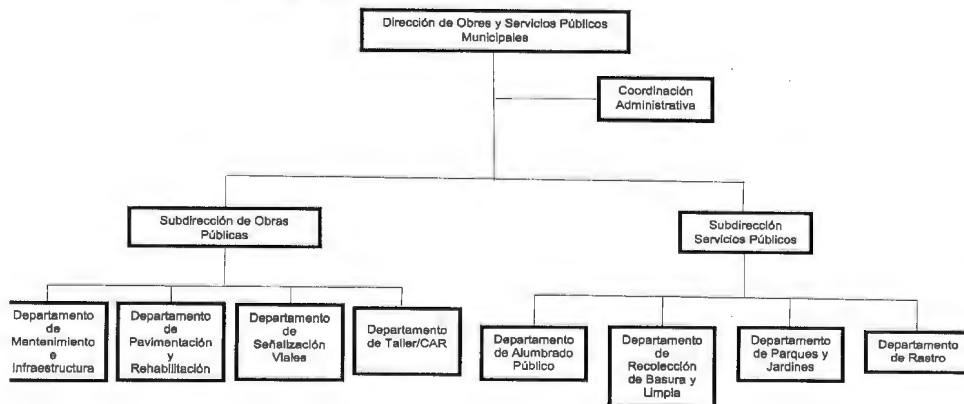 Dirección de Obres y Servicios Públicos
Municipales
Coordinación
Administrativa
Subdirección de Obras
Públicas
Subdirección
Servicios Públicos
Departamento
de
Mantenimiento
e
Infraestructura
Departamento
de
Pavimentación
y
Rehabilitación
Departamento
de
Señalización
Viales
Departamento
de Taller/CAR
Departamento
de Alumbrado
Público
Departamento
de
Recolección
de Basura y
Limpia
Departamento
de Parques y
Jardines
Departamento
de Rastro